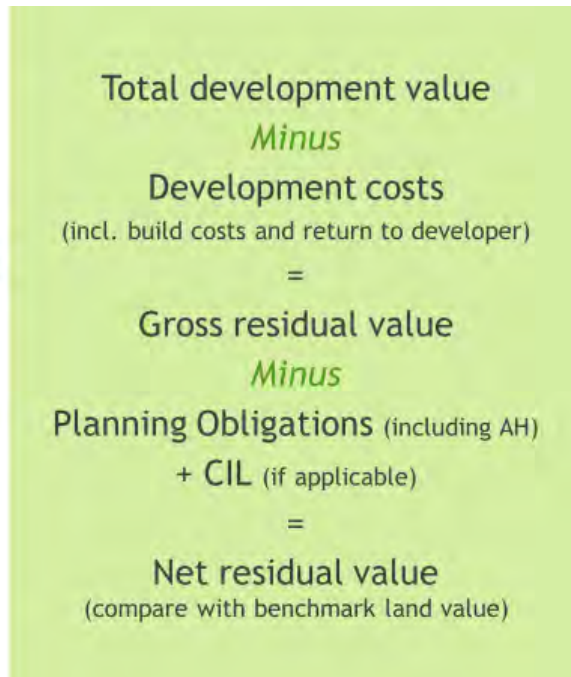 Total development value
Minus
Development costs
(incl. build costs and return to developer)
=
Gross residual value
Minus
Planning Obligations (including AH)
+ CIL (if applicable)
=
Net residual value
(compare with benchmark land value)